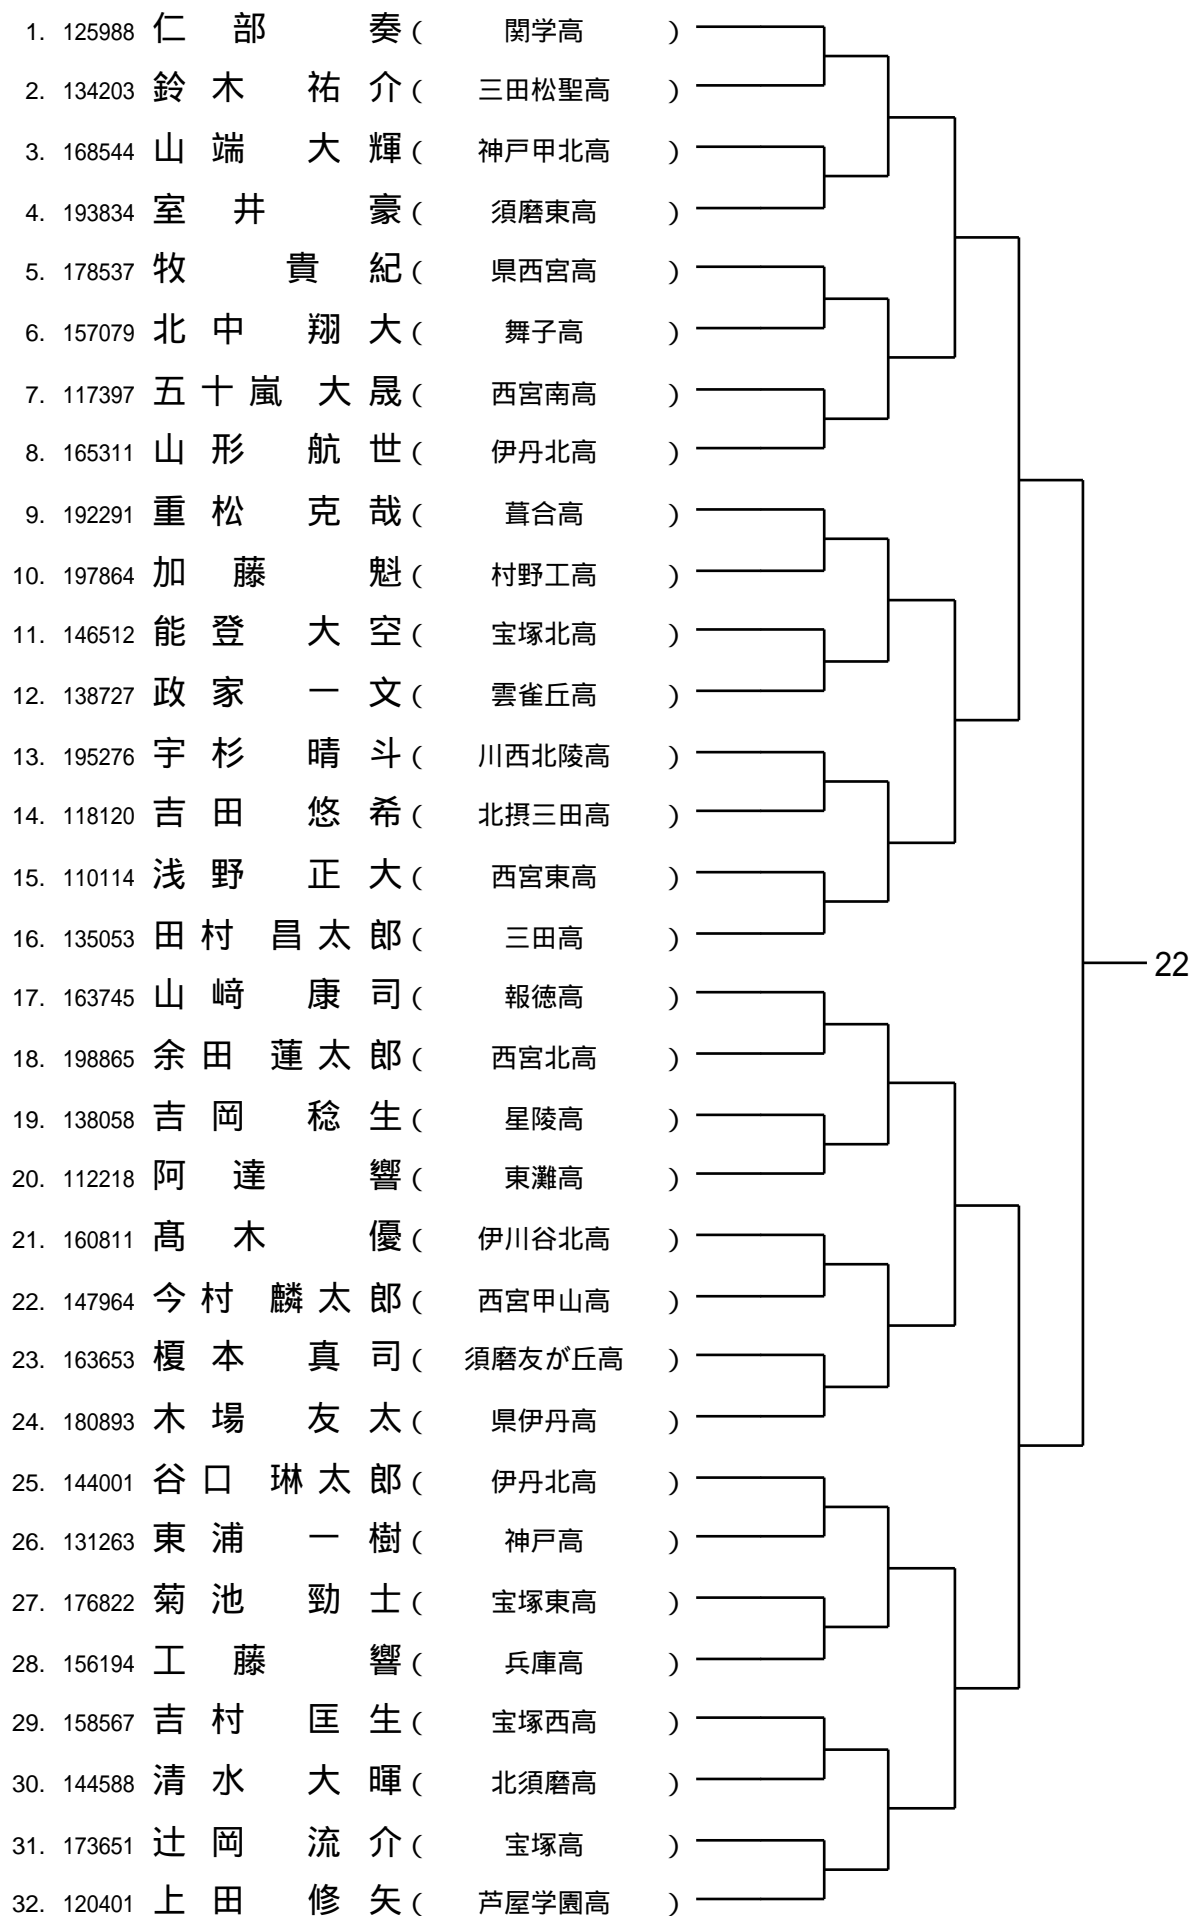 1. 125988 仁部 奏 ( 関学高 )
2. 134203 鈴木 祐介 ( 三田松聖高 )
3. 168544 山端 大輝 ( 神戸甲北高 )
4. 193834 室井 豪 ( 須磨東高 )
5. 178537 牧 貴紀 ( 県西宮高 )
6. 157079 北中 翔大 ( 舞子高 )
7. 117397 五十嵐 大晟 ( 西宮南高 )
8. 165311 山形 航世 ( 伊丹北高 )
9. 192291 重松 克哉 ( 葺合高 )
10. 197864 加藤 魁 ( 村野工高 )
11. 146512 能登 大空 ( 宝塚北高 )
12. 138727 政家 一文 ( 雲雀丘高 )
13. 195276 宇杉 晴斗 ( 川西北陵高 )
14. 118120 吉田 悠希 ( 北摂三田高 )
15. 110114 浅野 正大 ( 西宮東高 )
16. 135053 田村 昌太郎 ( 三田高 )
22
17. 163745 山﨑 康司 ( 報徳高 )
18. 198865 余田 蓮太郎 ( 西宮北高 )
19. 138058 吉岡 稔生 ( 星陵高 )
20. 112218 阿達 響 ( 東灘高 )
21. 160811 髙木 優 ( 伊川谷北高 )
22. 147964 今村 麟太郎 ( 西宮甲山高 )
23. 163653 榎本 真司 ( 須磨友が丘高 )
24. 180893 木場 友太 ( 県伊丹高 )
25. 144001 谷口 琳太郎 ( 伊丹北高 )
26. 131263 東浦 一樹 ( 神戸高 )
27. 176822 菊池 勁士 ( 宝塚東高 )
28. 156194 工藤 響 ( 兵庫高 )
29. 158567 吉村 匡生 ( 宝塚西高 )
30. 144588 清水 大暉 ( 北須磨高 )
31. 173651 辻岡 流介 ( 宝塚高 )
32. 120401 上田 修矢 ( 芦屋学園高 )